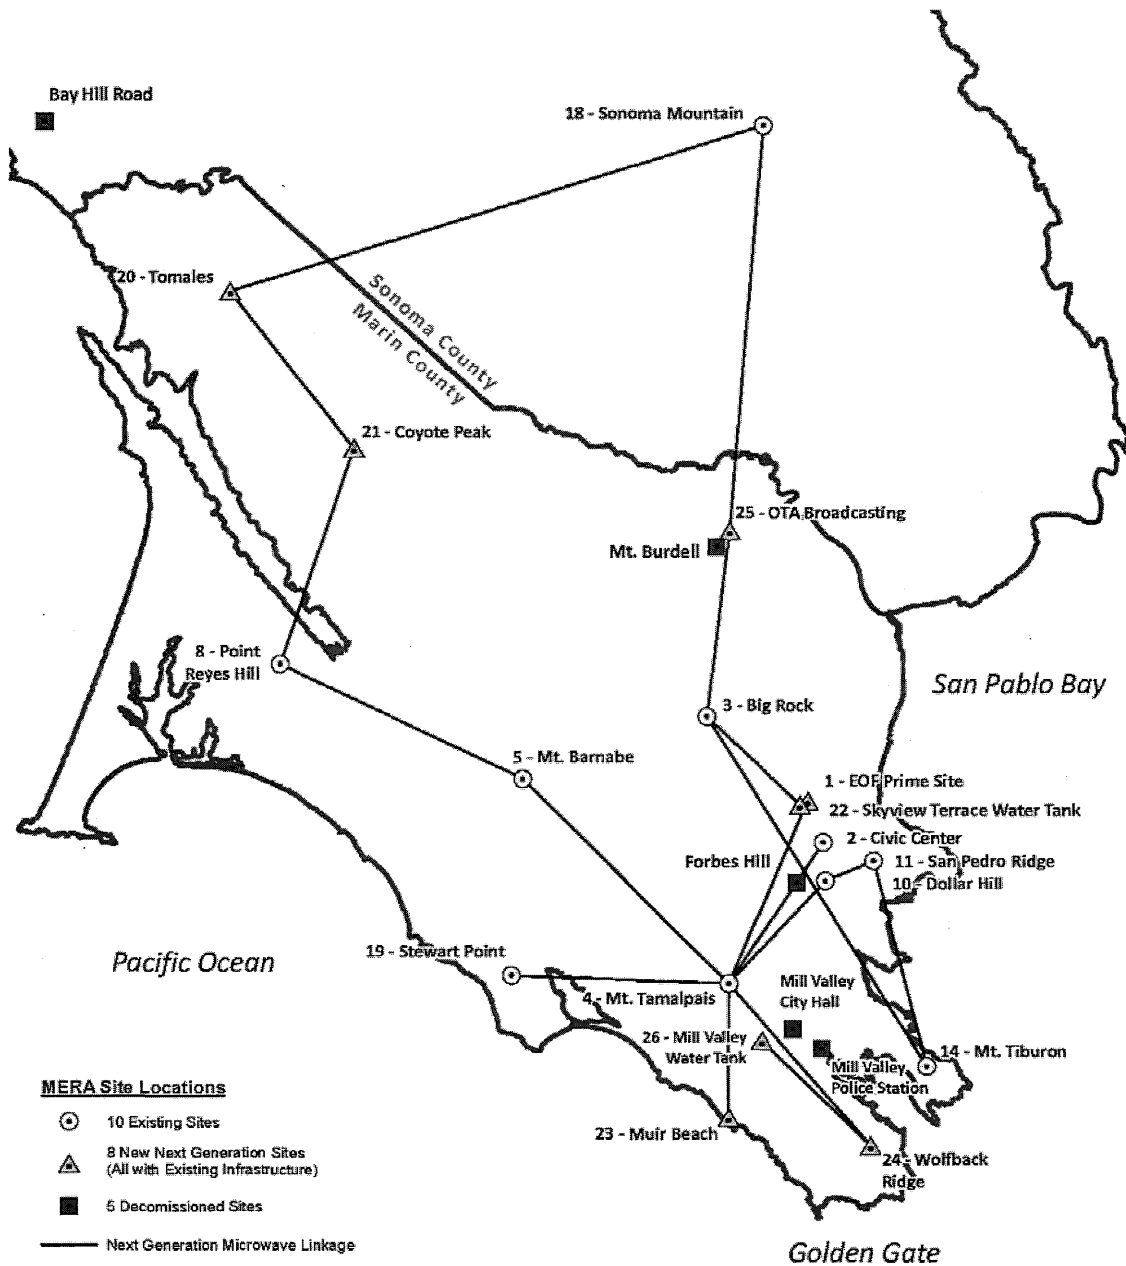 Bay Hill Road
18 - Sonoma Mountain
20 - Tomales
Sonoma County
Marin County
21 - Coyote Peak
25 - OTA Broadcasting
Mt. Burdell
8 - Point
Reyes Hill
San Pablo Bay
3 - Big Rock
5 - Mt. Barnabe
1 - EOF Prime Site
22 - Skyview Terrace Water Tank
2 - Civic Center
Forbes Hill
11 - San Pedro Ridge
10 - Dollar Hill
19 - Stewart Point
Pacific Ocean
4 - Mt. Tamalpais
Mill Valley
City Hall
26 - Mill Valley
Water Tank
14 - Mt. Tiburon
Mill Valley
Police Station
23 - Muir Beach
24 - Wolfback
Ridge
MERA Site Locations
10 Existing Sites
8 New Next Generation Sites
(All with Existing Infrastructure)
5 Decomissioned Sites
Next Generation Microwave Linkage
Golden Gate